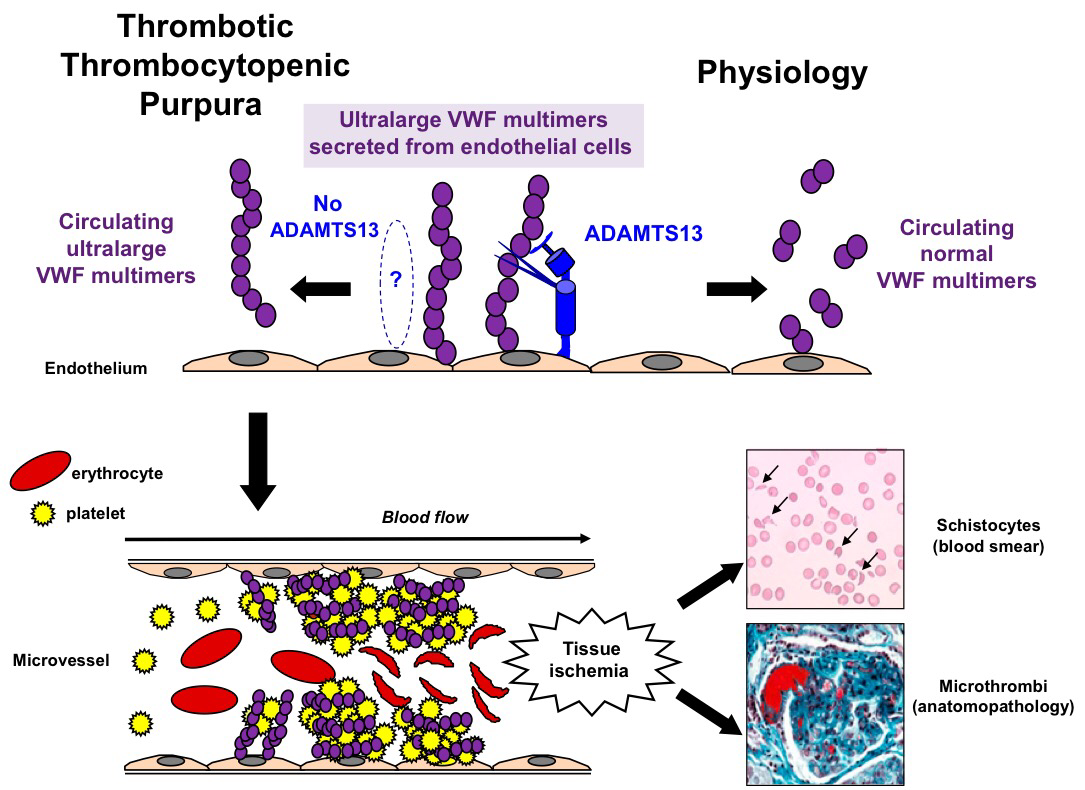 Thrombotic
Thrombocytopenic
Purpura
Physiology
Ultralarge VWF multimers
secreted from endothelial cells
Circulating
ultralarge
VWF multimers
No
ADAMTS13
?
ADAMTS13
Circulating
normal
VWF multimers
Endothelium
erythrocyte
platelet
Blood flow
Microvessel
Tissue
ischemia
Schistocytes
(blood smear)
Microthrombi
(anatomopathology)